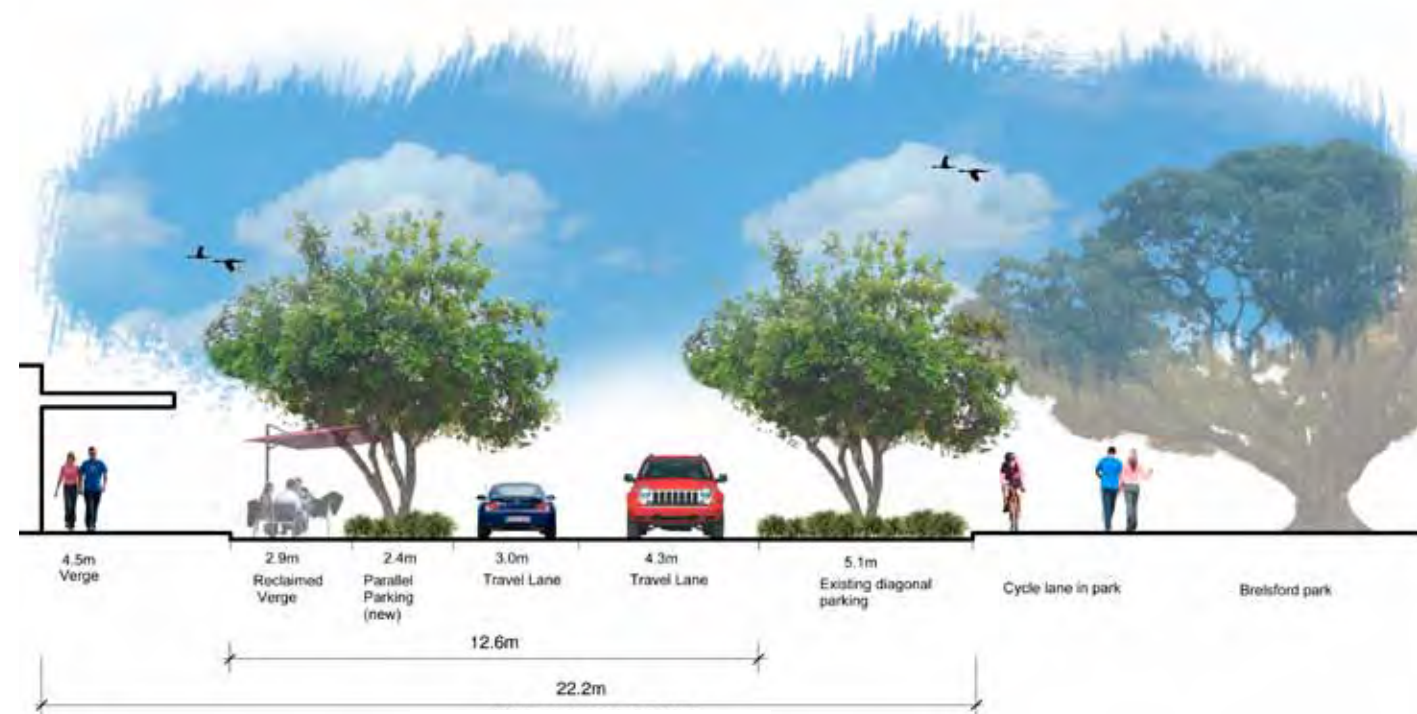 4.5m
Verge
2.9m
Reclaimed
Verge
2.4m
Parallel
Parking
(new)
3.0m
Travel Lane
4.3m
Travel Lane
5.1m
Existing diagonal
parking
Cycle lane in park
Brelsford park
12.6m
22.2m